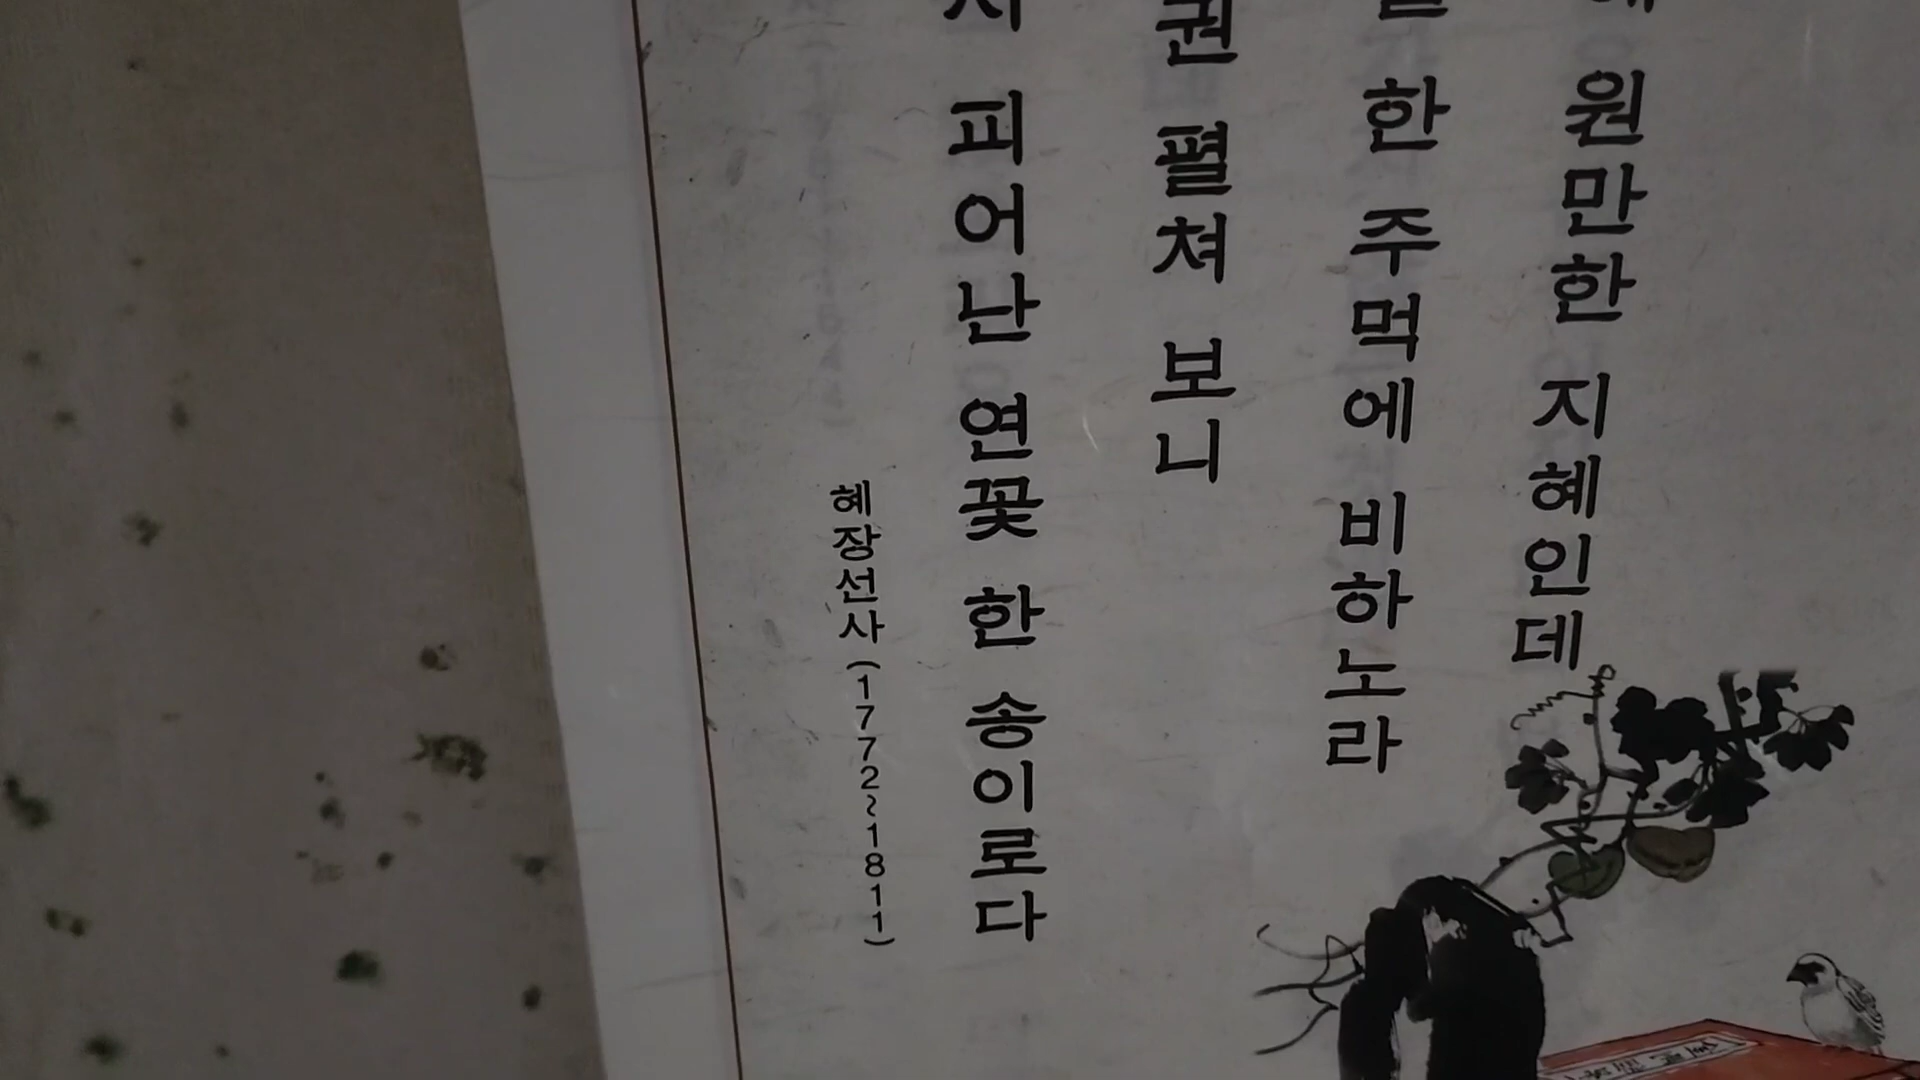 원만한 지혜인데
한 주먹에 비하노라
권 펼쳐 보니
피어난 연꽃 한 송이로다
혜장선사 (1772~1811)